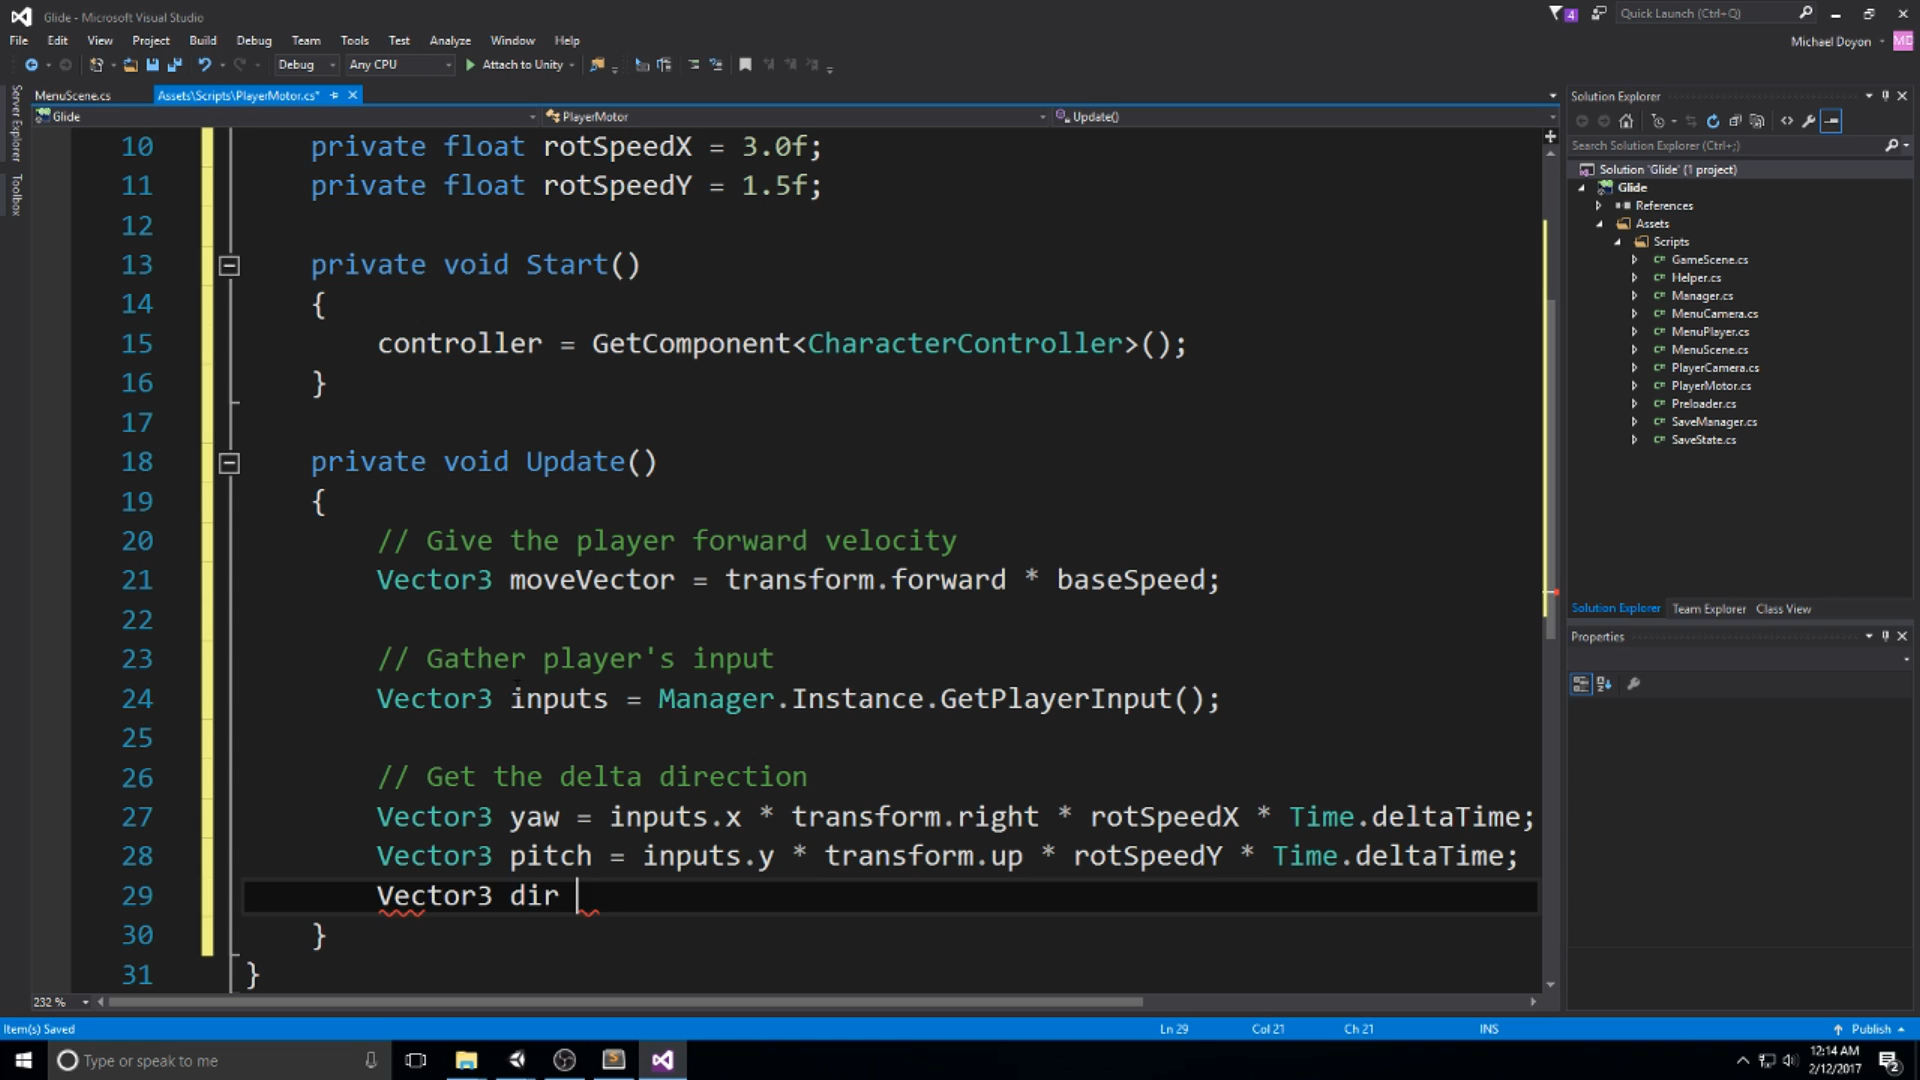 Glide - Microsoft Visual Studio
4
Quick Launch (Ctrl+Q)
File Edit View Project Build Debug Team Tools Test Analyze Window Help
Michael Doyon
MD
Debug Any CPU Attach to Unity
Server Explorer
Toolbox
MenuScene.cs
Assets\Scripts\PlayerMotor.cs*
Glide
PlayerMotor
Update()
10 private float rotSpeedX = 3.0f;
11 private float rotSpeedY = 1.5f;
12
13 private void Start()
14 {
15 controller = GetComponent<CharacterController>();
16 }
17
18 private void Update()
19 {
20 // Give the player forward velocity
21 Vector3 moveVector = transform.forward * baseSpeed;
22
23 // Gather player's input
24 Vector3 inputs = Manager.Instance.GetPlayerInput();
25
26 // Get the delta direction
27 Vector3 yaw = inputs.x * transform.right * rotSpeedX * Time.deltaTime;
28 Vector3 pitch = inputs.y * transform.up * rotSpeedY * Time.deltaTime;
29 Vector3 dir
30 }
31 }
232 %
Solution Explorer
Search Solution Explorer (Ctrl+;)
Solution 'Glide' (1 project)
Glide
References
Assets
Scripts
C# GameScene.cs
C# Helper.cs
C# Manager.cs
C# MenuCamera.cs
C# MenuPlayer.cs
C# MenuScene.cs
C# PlayerCamera.cs
C# PlayerMotor.cs
C# Preloader.cs
C# SaveManager.cs
C# SaveState.cs
Solution Explorer Team Explorer Class View
Properties
Item(s) Saved
Ln 29 Col 21 Ch 21 INS
Publish
Type or speak to me
12:14 AM
2/12/2017
2